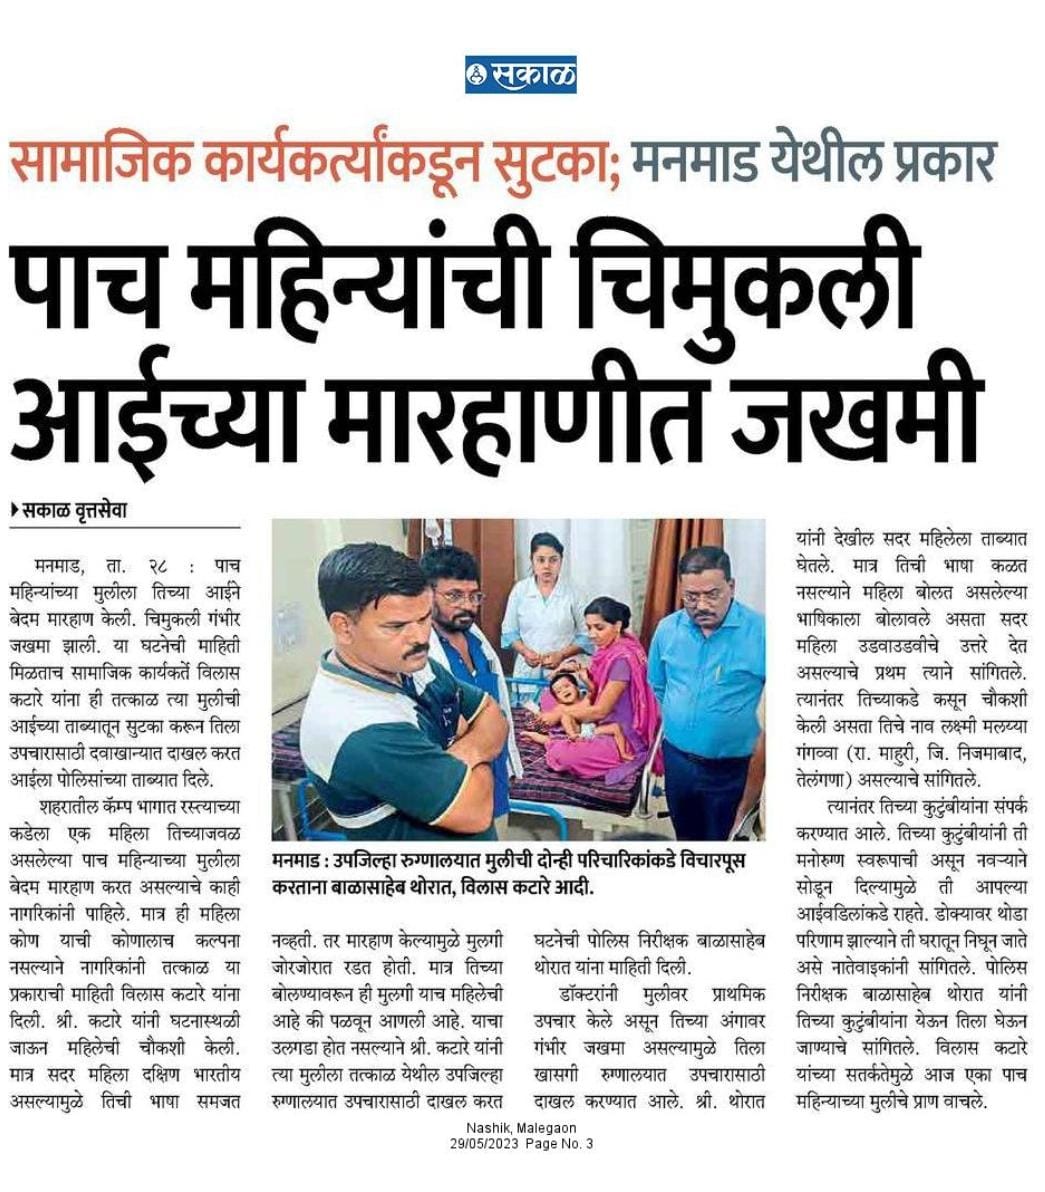 सकाळ
सामाजिक कार्यकर्त्यांकडून सुटका; मनमाड येथील प्रकार
पाच महिन्यांची चिमुकली
आईच्या मारहाणीत जखमी
सकाळ वृत्तसेवा
मनमाड, ता. २८ : पाच
महिन्यांच्या मुलीला तिच्या आईने
बेदम मारहाण केली. चिमुकली गंभीर
जखमा झाली. या घटनेची माहिती
मिळताच सामाजिक कार्यकर्ते विलास
कटारे यांना ही तत्काळ त्या मुलीची
आईच्या ताब्यातून सुटका करून तिला
उपचारासाठी दवाखान्यात दाखल करत
आईला पोलिसांच्या ताब्यात दिले.
शहरातील कॅम्प भागात रस्त्याच्या
कडेला एक महिला तिच्याजवळ
असलेल्या पाच महिन्याच्या मुलीला
बेदम मारहाण करत असल्याचे काही
नागरिकांनी पाहिले. मात्र ही महिला
कोण याची कोणालाच कल्पना
नसल्याने नागरिकांनी तत्काळ या
प्रकाराची माहिती विलास कटारे यांना
दिली. श्री. कटारे यांनी घटनास्थळी
जाऊन महिलेची चौकशी केली.
मात्र सदर महिला दक्षिण भारतीय
असल्यामुळे तिची भाषा समजत
मनमाड : उपजिल्हा रुग्णालयात मुलीची दोन्ही परिचारिकांकडे विचारपूस
करताना बाळासाहेब थोरात, विलास कटारे आदी.
नव्हती. तर मारहाण केल्यामुळे मुलगी
जोरजोरात रडत होती. मात्र तिच्या
बोलण्यावरून ही मुलगी याच महिलेची
आहे की पळवून आणली आहे. याचा
उलगडा होत नसल्याने श्री. कटारे यांनी
त्या मुलीला तत्काळ येथील उपजिल्हा
रुग्णालयात उपचारासाठी दाखल करत
घटनेची पोलिस निरीक्षक बाळासाहेब
थोरात यांना माहिती दिली.
डॉक्टरांनी मुलीवर प्राथमिक
उपचार केले असून तिच्या अंगावर
गंभीर जखमा असल्यामुळे तिला
खासगी रुग्णालयात उपचारासाठी
दाखल करण्यात आले. श्री. थोरात
यांनी देखील सदर महिलेला ताब्यात
घेतले. मात्र तिची भाषा कळत
नसल्याने महिला बोलत असलेल्या
भाषिकाला बोलावले असता सदर
महिला उडवाउडवीचे उत्तरे देत
असल्याचे प्रथम त्याने सांगितले.
त्यानंतर तिच्याकडे कसून चौकशी
केली असता तिचे नाव लक्ष्मी मलय्या
गंगव्वा (रा. माहुरी, जि. निजमाबाद,
तेलंगणा) असल्याचे सांगितले.
त्यानंतर तिच्या कुटुंबीयांना संपर्क
करण्यात आले. तिच्या कुटुंबीयांनी ती
मनोरुग्ण स्वरूपाची असून नवऱ्याने
सोडून दिल्यामुळे ती आपल्या
आईवडिलांकडे राहते. डोक्यावर थोडा
परिणाम झाल्याने ती घरातून निघून जाते
असे नातेवाइकांनी सांगितले. पोलिस
निरीक्षक बाळासाहेब थोरात यांनी
तिच्या कुटुंबीयांना येऊन तिला घेऊन
जाण्याचे सांगितले. विलास कटारे
यांच्या सतर्कतेमुळे आज एका पाच
महिन्याच्या मुलीचे प्राण वाचले.
Nashik, Malegaon
29/05/2023 Page No. 3